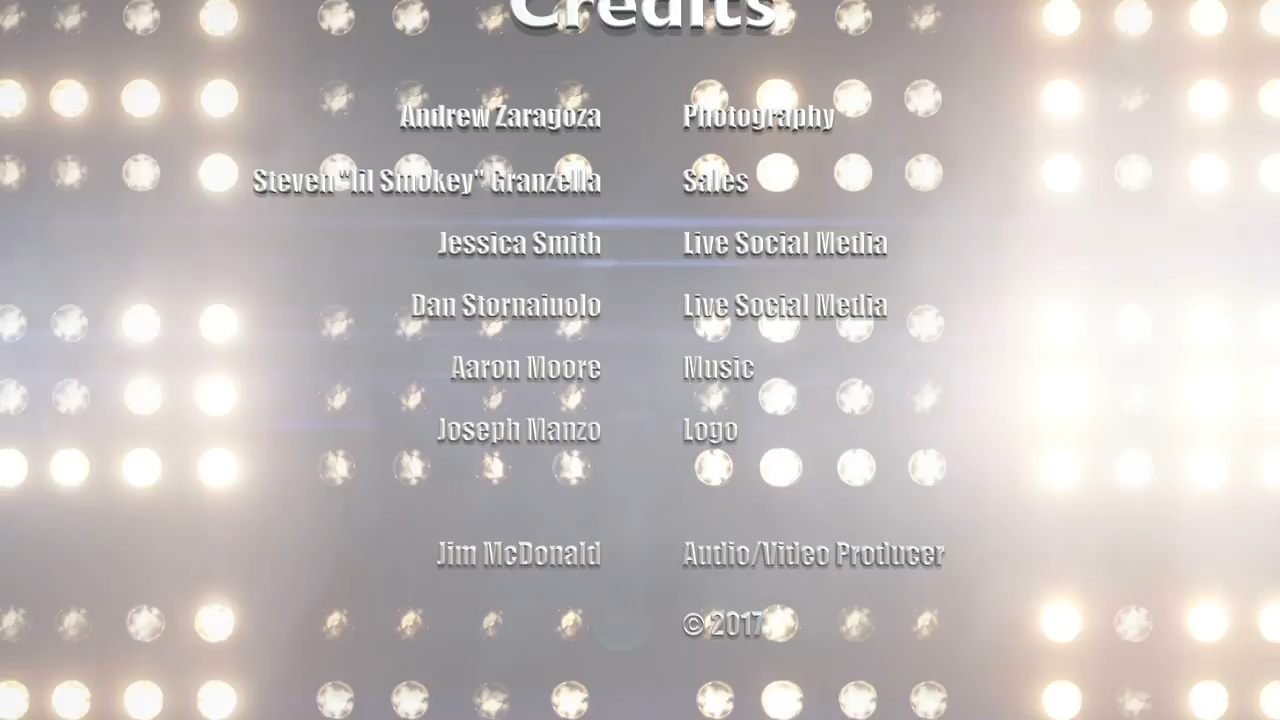 Credits
Andrew Zaragoza Photography
Steven "lil Smokey" Granzella Sales
Jessica Smith Live Social Media
Dan Stornaiuolo Live Social Media
Aaron Moore Music
Joseph Manzo Logo
Jim McDonald Audio/Video Producer
© 2017